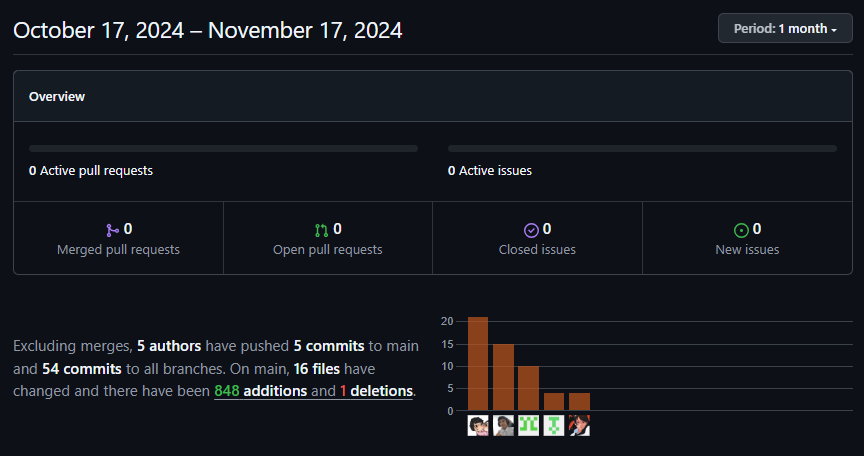 October 17, 2024 – November 17, 2024
Period: 1 month
Overview
0 Active pull requests
0 Active issues
0
Merged pull requests
0
Open pull requests
0
Closed issues
0
New issues
Excluding merges, 5 authors have pushed 5 commits to main
and 54 commits to all branches. On main, 16 files have
changed and there have been 848 additions and 1 deletions.
20
15
10
5
0